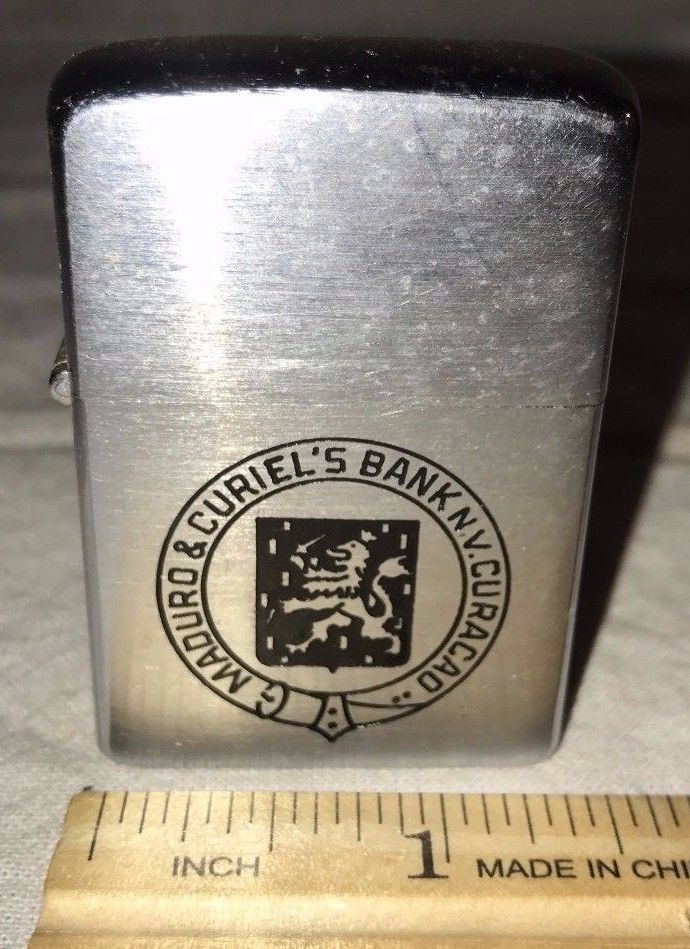 MADURO & CURIEL'S BANK N.V. CURACAO
INCH 1 MADE IN CHI